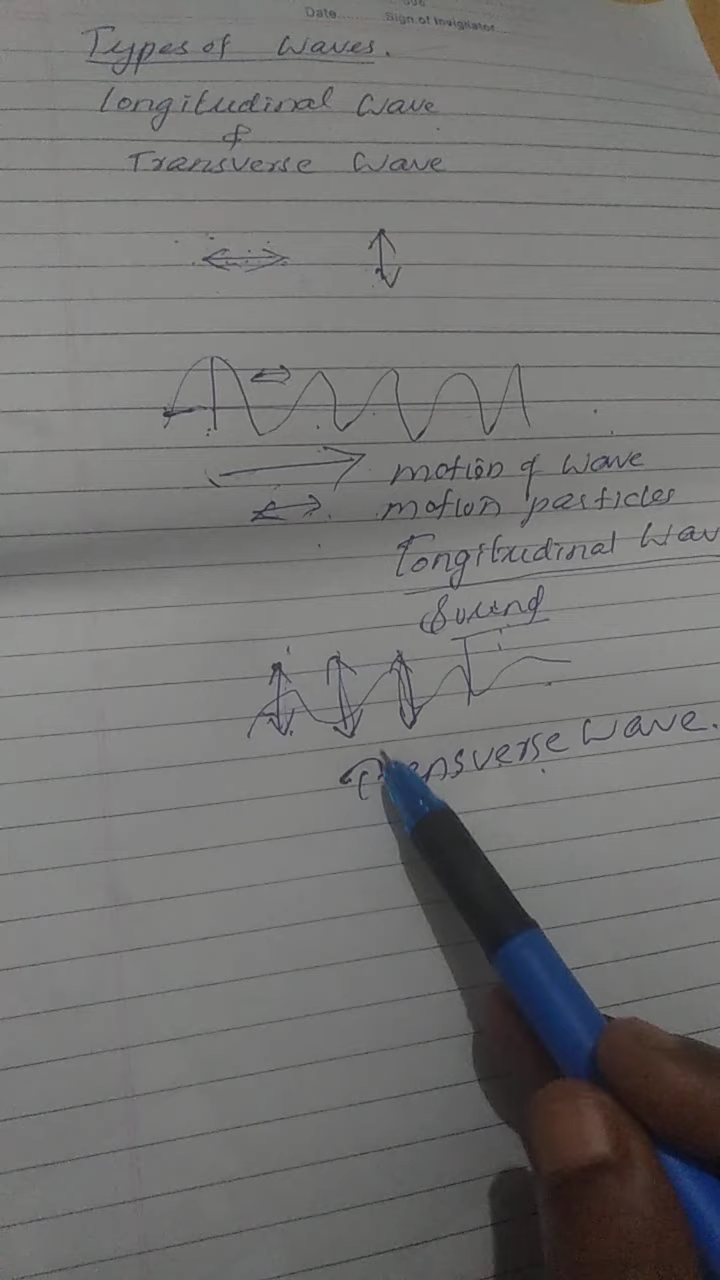 Date...... Sign of Invigilator...
Types of Waves.
Longitudinal Wave
&
Transverse Wave
motion of wave
motion particles
Longitudinal Wav
Sound
Transverse Wave.